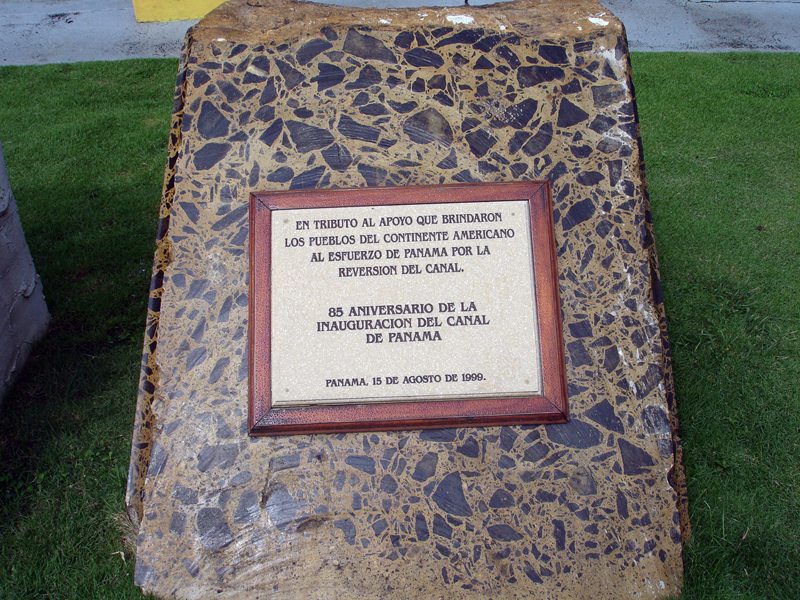 EN TRIBUTO AL APOYO QUE BRINDARON
LOS PUEBLOS DEL CONTINENTE AMERICANO
AL ESFUERZO DE PANAMA POR LA
REVERSION DEL CANAL.
85 ANIVERSARIO DE LA
INAUGURACION DEL CANAL
DE PANAMA
PANAMA, 15 DE AGOSTO DE 1999.